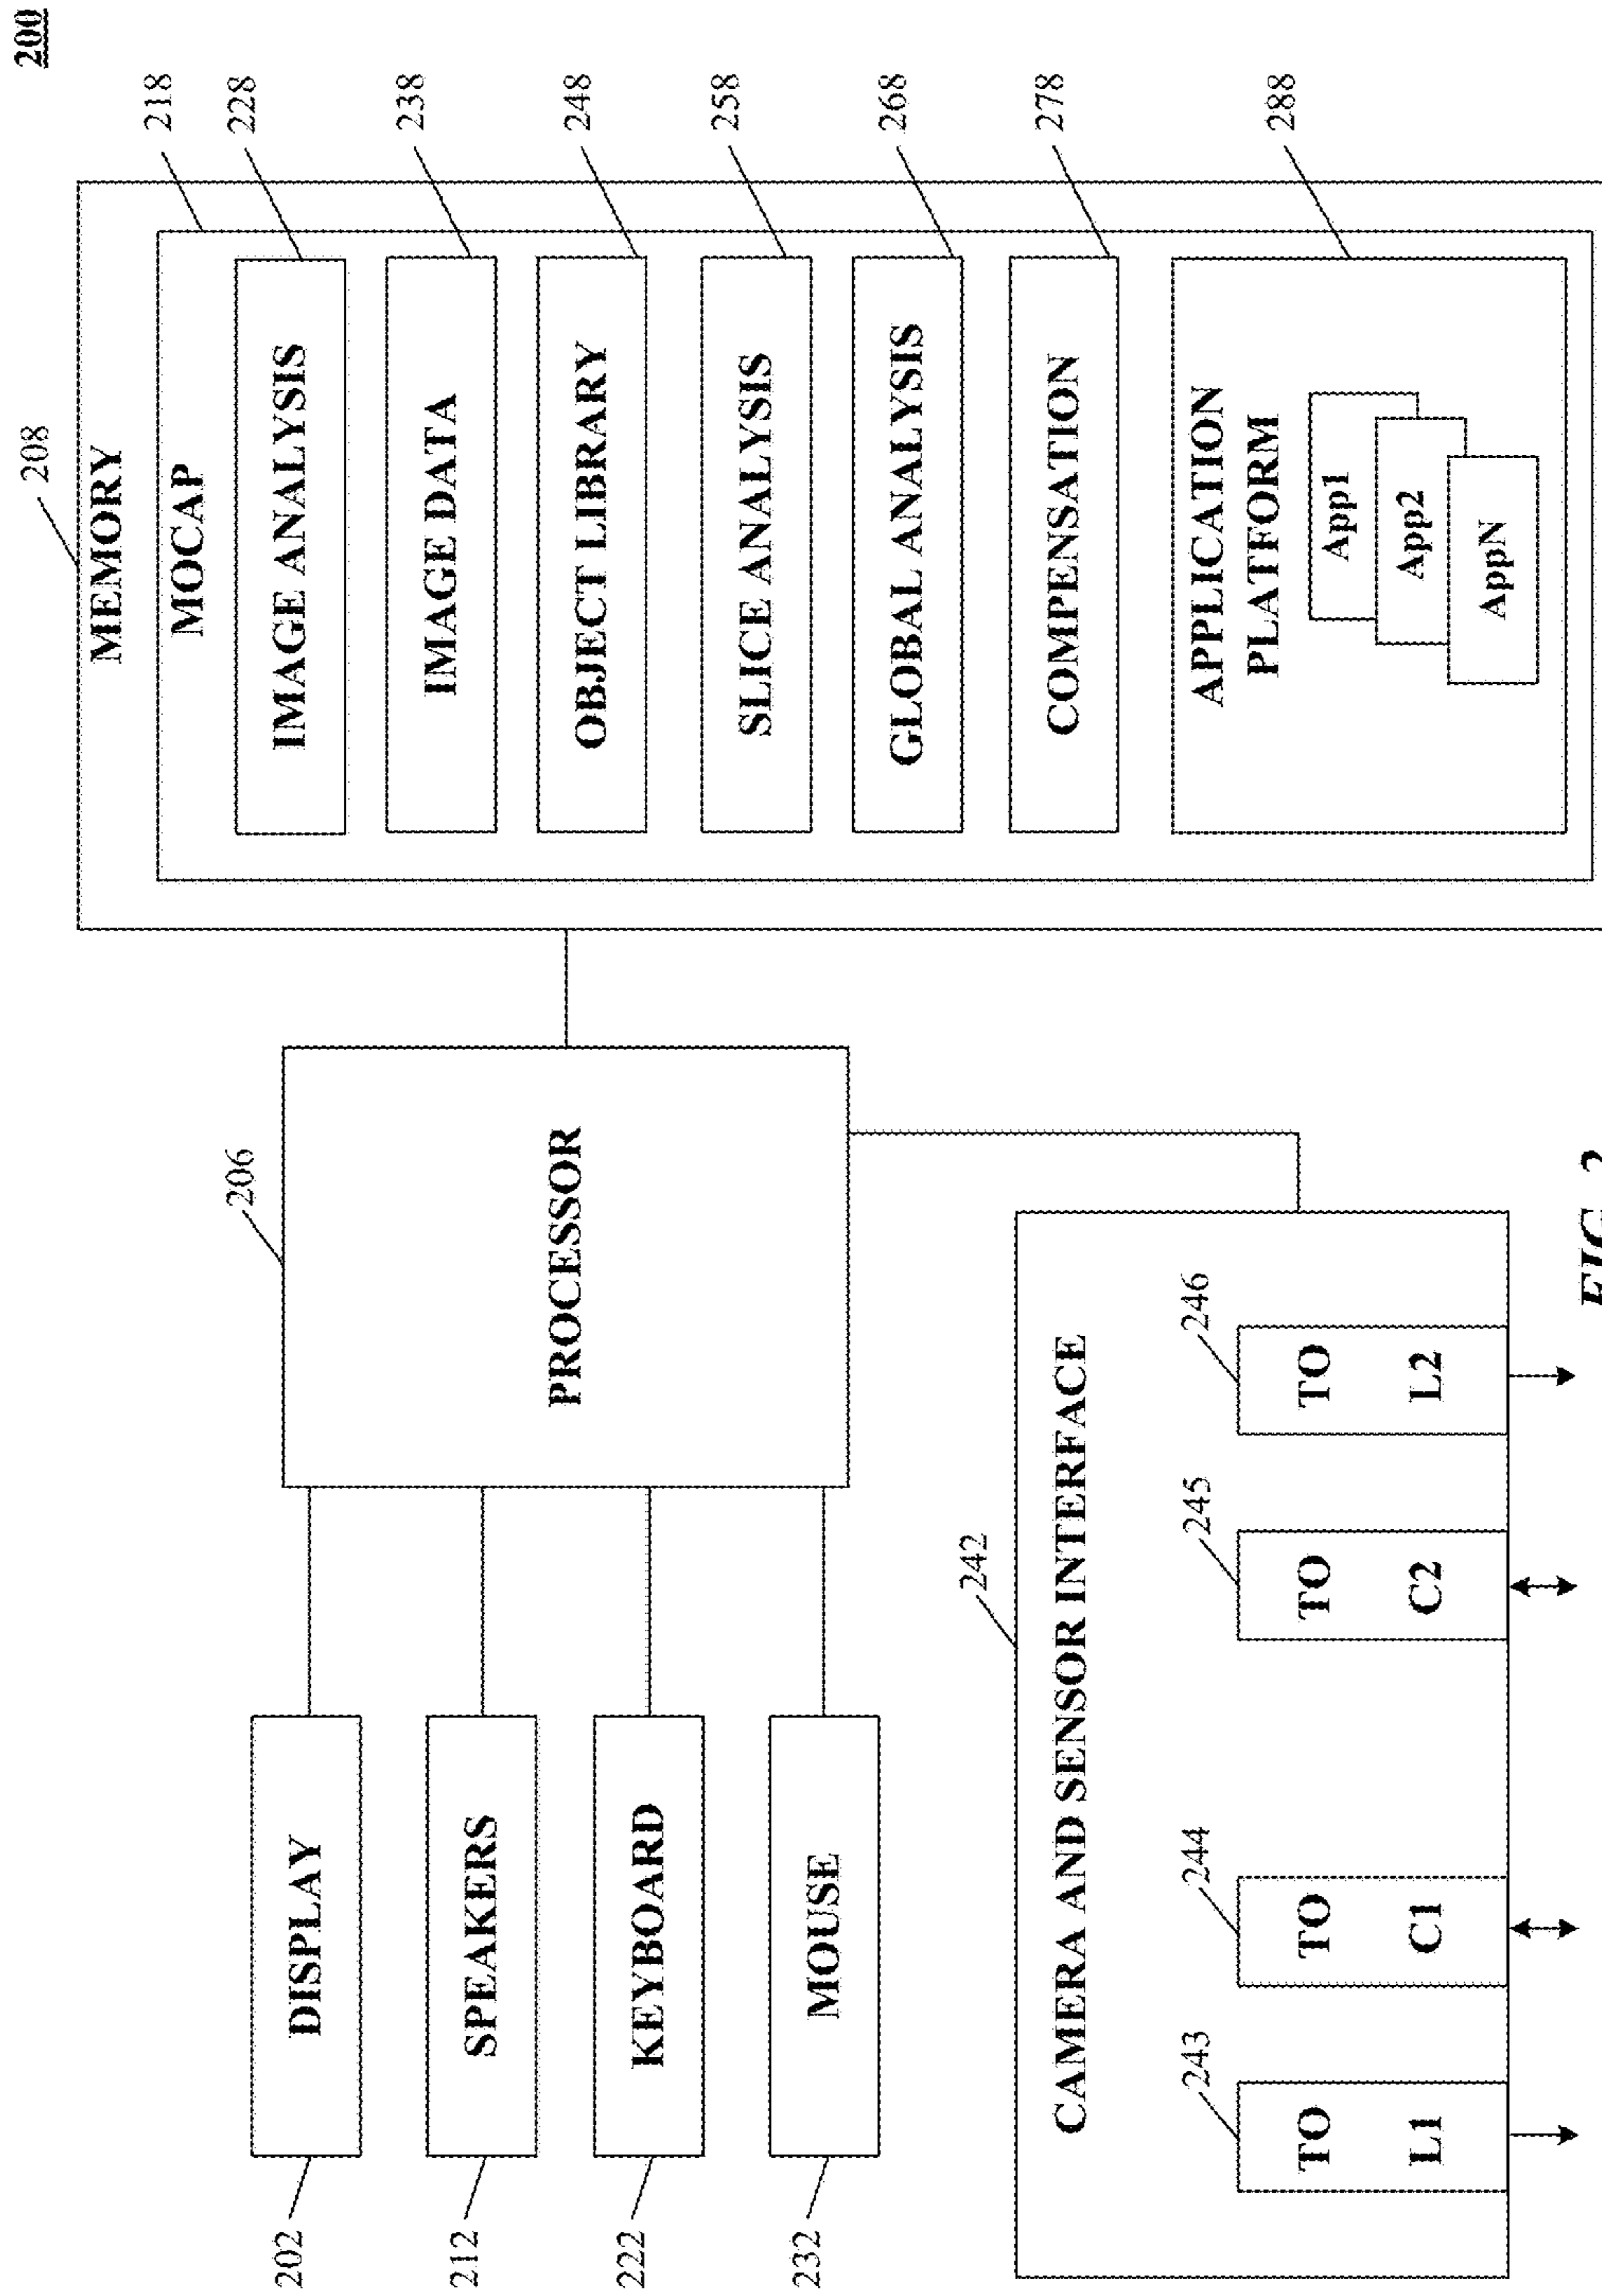 200
208
MEMORY
218
MOCAP
228
IMAGE ANALYSIS
238
IMAGE DATA
248
OBJECT LIBRARY
258
SLICE ANALYSIS
268
GLOBAL ANALYSIS
278
COMPENSATION
288
APPLICATION
PLATFORM
App1
App2
AppN
206
PROCESSOR
202
DISPLAY
212
SPEAKERS
222
KEYBOARD
232
MOUSE
242
CAMERA AND SENSOR INTERFACE
243
TO
L1
244
TO
C1
245
TO
C2
246
TO
L2
FIG. 2